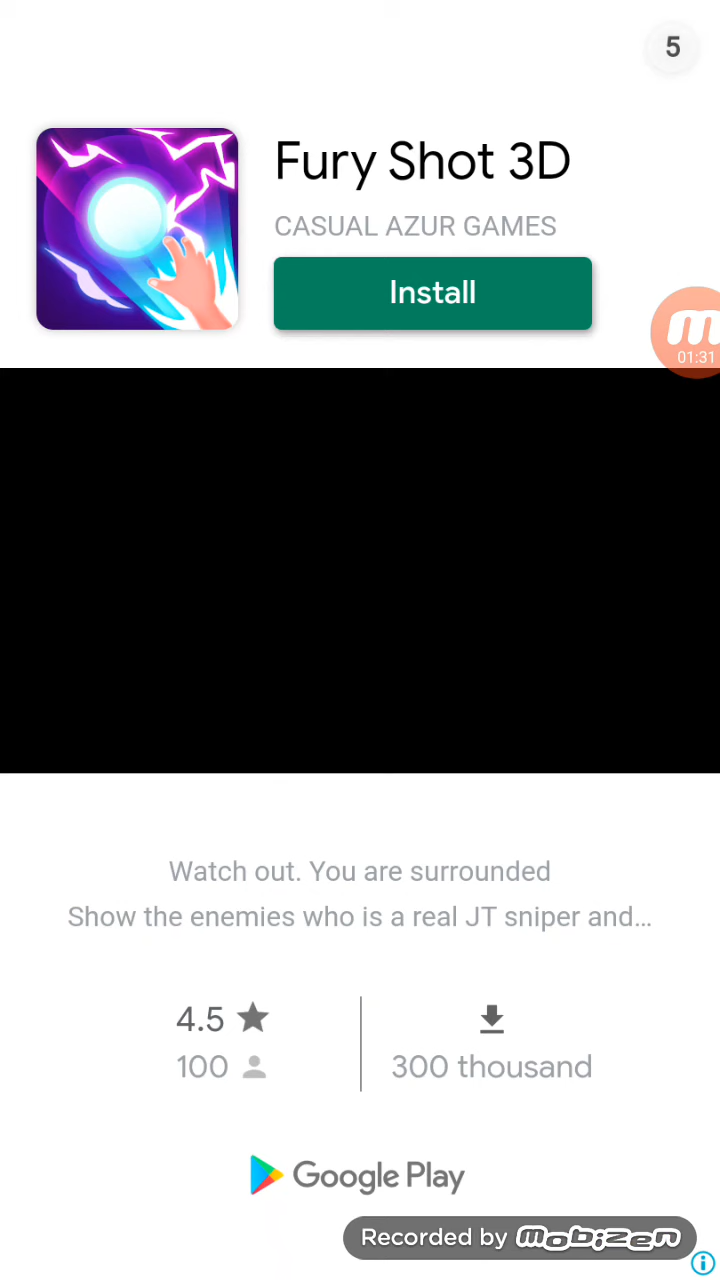 5
Fury Shot 3D
CASUAL AZUR GAMES
Install
01:31
Watch out. You are surrounded
Show the enemies who is a real JT sniper and...
4.5
100
300 thousand
Google Play
Recorded by mobizen